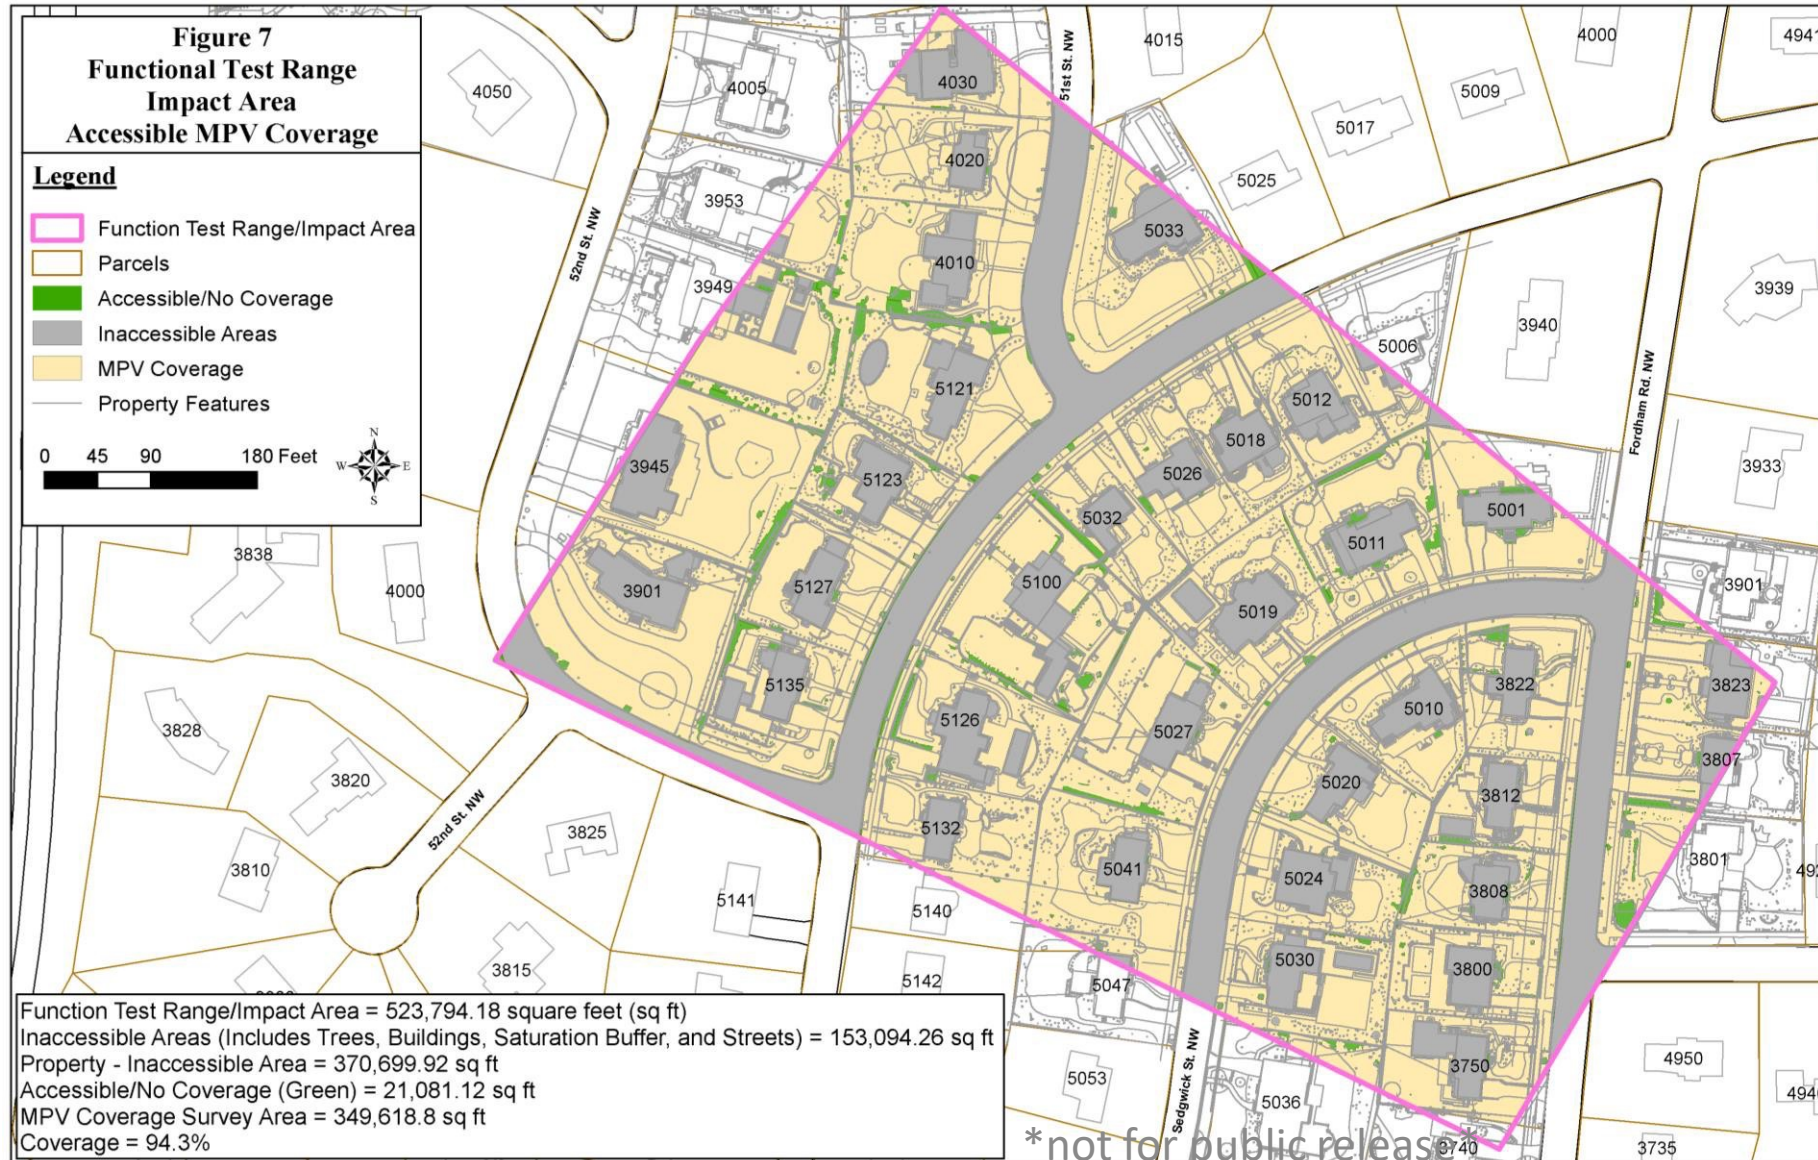 Figure 7
Functional Test Range
Impact Area
Accessible MPV Coverage
Legend
Function Test Range/Impact Area
Parcels
Accessible/No Coverage
Inaccessible Areas
MPV Coverage
Property Features
0 45 90 180 Feet
N
W E
S
4050
4005
4030
51st St. NW
4015
4000
4941
5009
5017
5025
4020
3953
5033
52nd St. NW
4010
3949
3939
3940
5006
5121
5012
Fordham Rd. NW
5018
3933
3945
5123
5026
5032
5001
5011
3838
4000
3901
5127
5100
5019
3901
5135
3822
3823
5010
5126
5027
3828
3820
5020
3807
3812
52nd St. NW
3825
5132
3810
5041
5024
3808
3801
5141
5140
3815
5142
5030
3800
5047
Function Test Range/Impact Area = 523,794.18 square feet (sq ft)
Inaccessible Areas (Includes Trees, Buildings, Saturation Buffer, and Streets) = 153,094.26 sq ft
Property - Inaccessible Area = 370,699.92 sq ft
Accessible/No Coverage (Green) = 21,081.12 sq ft
MPV Coverage Survey Area = 349,618.8 sq ft
Coverage = 94.3%
Sedgwick St. NW
5053
5036
3750
4950
3740
3735
*not for public release*